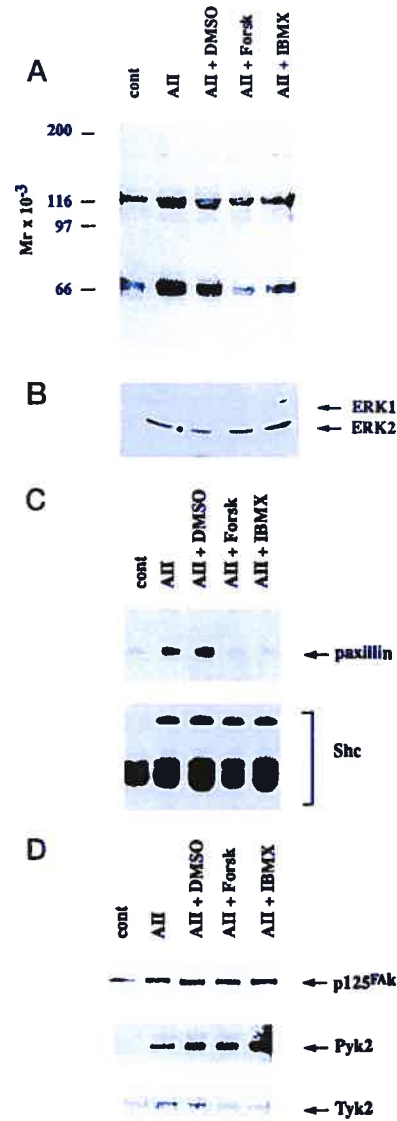 A
cont
AII
AII + DMSO
AII + Forsk
AII + IBMX
Mr x 10-3
200
116
97
66
B
ERK1
ERK2
C
cont
AII
AII + DMSO
AII + Forsk
AII + IBMX
paxillin
Shc
D
cont
AII
AII + DMSO
AII + Forsk
AII + IBMX
p125FAk
Pyk2
Tyk2